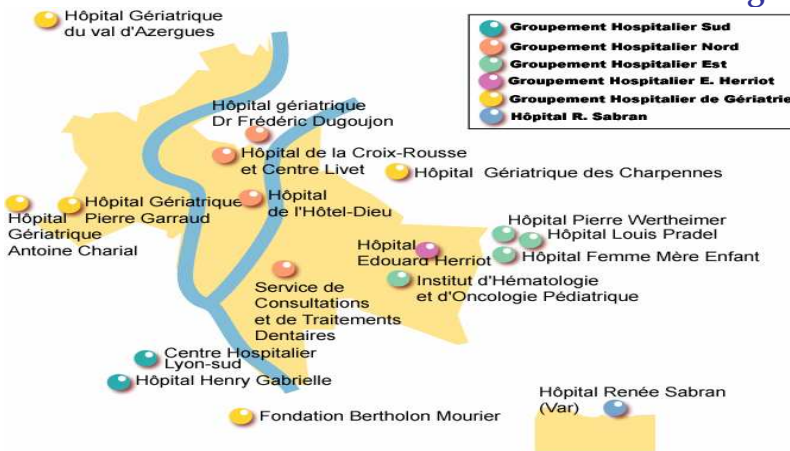 Hôpital Gériatrique
du val d'Azergues
Groupement Hospitalier Sud
Groupement Hospitalier Nord
Groupement Hospitalier Est
Groupement Hospitalier E. Herriot
Groupement Hospitalier de Gériatrie
Hôpital R. Sabran
Hôpital gériatrique
Dr Frédéric Dugoujon
Hôpital de la Croix-Rousse
et Centre Livet
Hôpital Gériatrique des Charpennes
Hôpital
Gériatrique
Antoine Charial
Hôpital Gériatrique
Pierre Garraud
Hôpital
de l'Hôtel-Dieu
Hôpital Pierre Wertheimer
Hôpital Louis Pradel
Hôpital Femme Mère Enfant
Hôpital
Edouard Herriot
Institut d'Hématologie
et d'Oncologie Pédiatrique
Service de
Consultations
et de Traitements
Dentaires
Centre Hospitalier
Lyon-sud
Hôpital Henry Gabrielle
Fondation Bertholon Mourier
Hôpital Renée Sabran
(Var)